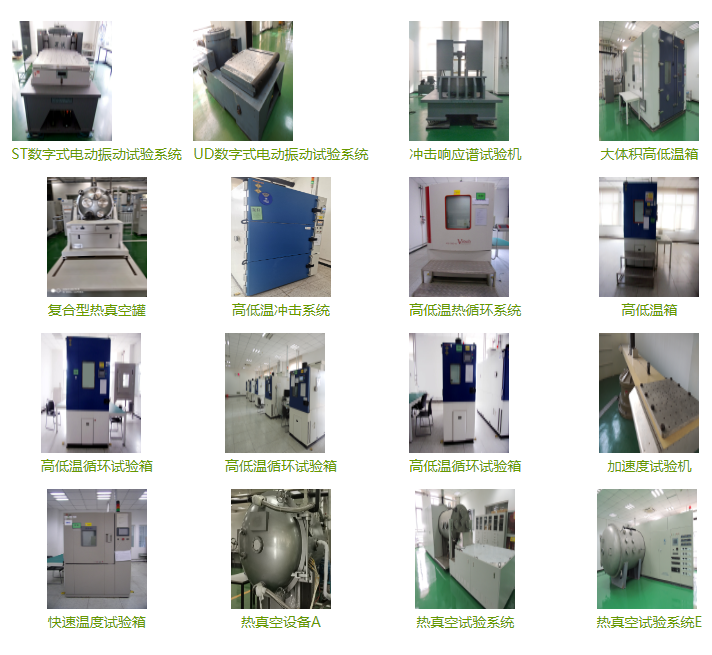 ST数字式电动振动试验系统
UD数字式电动振动试验系统
冲击响应谱试验机
大体积高低温箱
复合型热真空罐
高低温冲击系统
高低温热循环系统
高低温箱
高低温循环试验箱
高低温循环试验箱
高低温循环试验箱
加速度试验机
快速温度试验箱
热真空设备A
热真空试验系统
热真空试验系统E